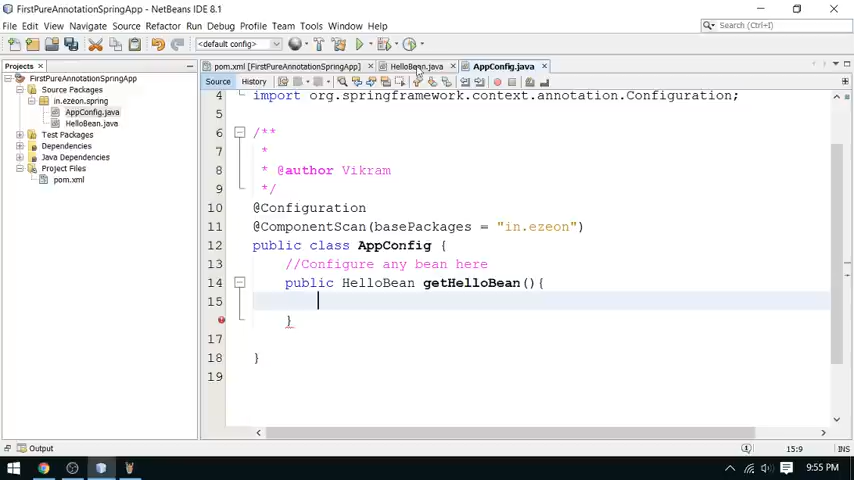 FirstPureAnnotationSpringApp - NetBeans IDE 8.1
File Edit View Navigate Source Refactor Run Debug Profile Team Tools Window Help
Search (Ctrl+I)
<default config>
Projects
pom.xml [FirstPureAnnotationSpringApp] HelloBean.java AppConfig.java
FirstPureAnnotationSpringApp
Source Packages
in.ezeon.spring
AppConfig.java
HelloBean.java
Test Packages
Dependencies
Java Dependencies
Project Files
pom.xml
Source History
4 import org.springframework.context.annotation.Configuration;
5
6 /**
7 *
8 * @author Vikram
9 */
10 @Configuration
11 @ComponentScan(basePackages = "in.ezeon")
12 public class AppConfig {
13 //Configure any bean here
14 public HelloBean getHelloBean(){
15
}
17
18 }
19
Output
15:9 INS
9:55 PM